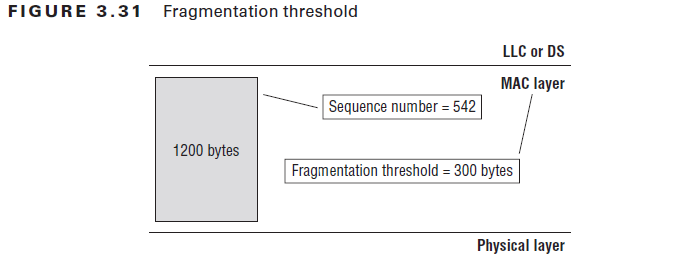 FIGURE 3.31 Fragmentation threshold
LLC or DS
MAC layer
Sequence number = 542
1200 bytes
Fragmentation threshold = 300 bytes
Physical layer